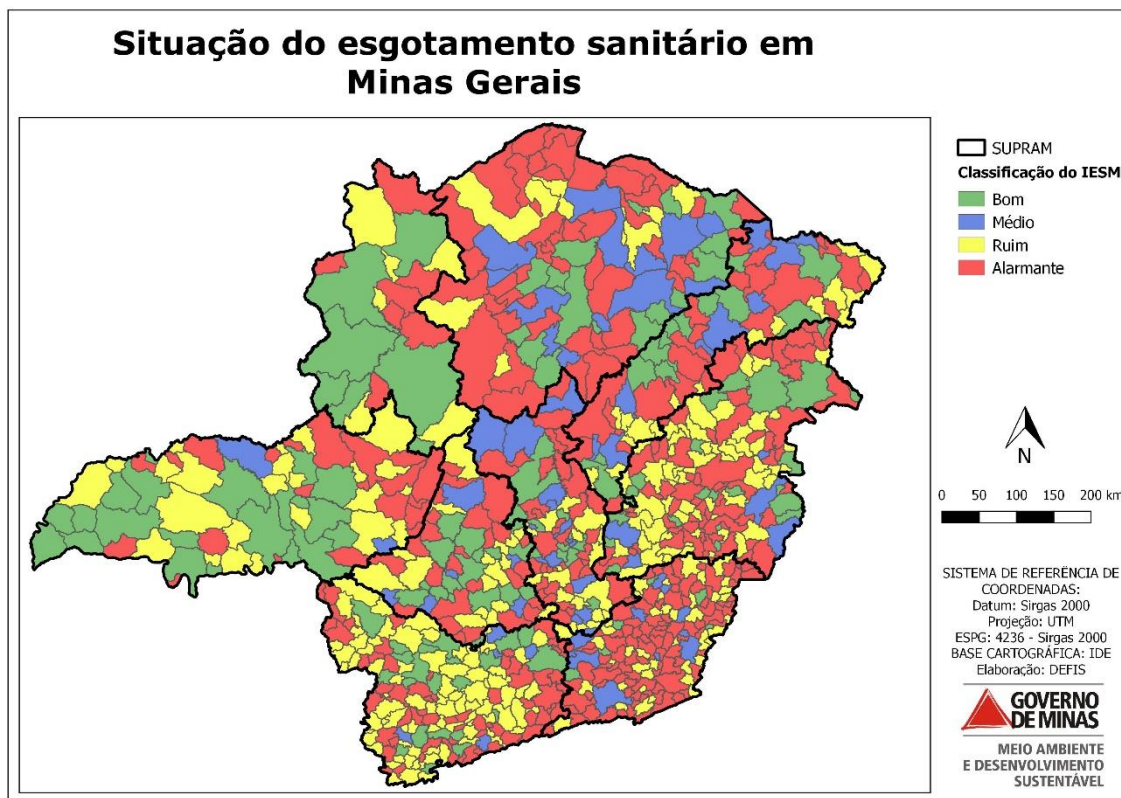 Situação do esgotamento sanitário em
Minas Gerais
SUPRAM
Classificação do IESM
Bom
Médio
Ruim
Alarmante
N
0 50 100 150 200 km
SISTEMA DE REFERÊNCIA DE
COORDENADAS:
Datum: Sirgas 2000
Projeção: UTM
ESPG: 4236 - Sirgas 2000
BASE CARTOGRÁFICA: IDE
Elaboração: DEFIS
GOVERNO
DE MINAS
MEIO AMBIENTE
E DESENVOLVIMENTO
SUSTENTÁVEL